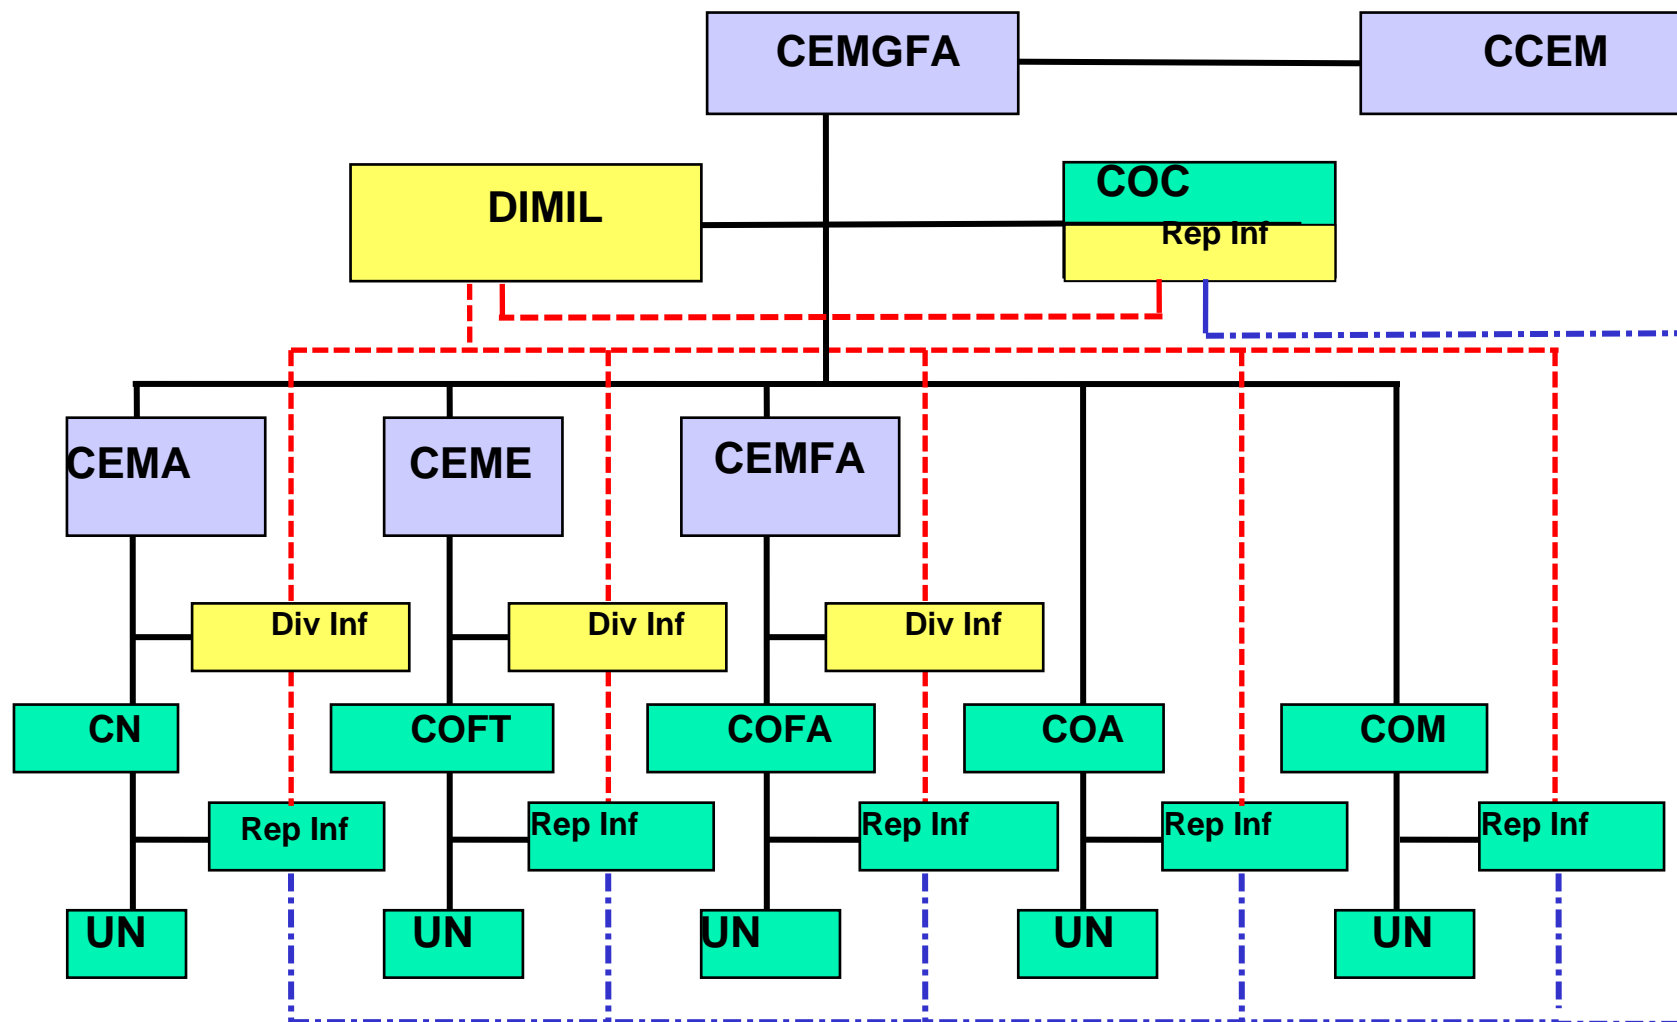 CEMGFA
CCEM
DIMIL
COC
Rep Inf
CEMA
CEME
CEMFA
Div Inf
Div Inf
Div Inf
CN
COFT
COFA
COA
COM
Rep Inf
Rep Inf
Rep Inf
Rep Inf
Rep Inf
UN
UN
UN
UN
UN